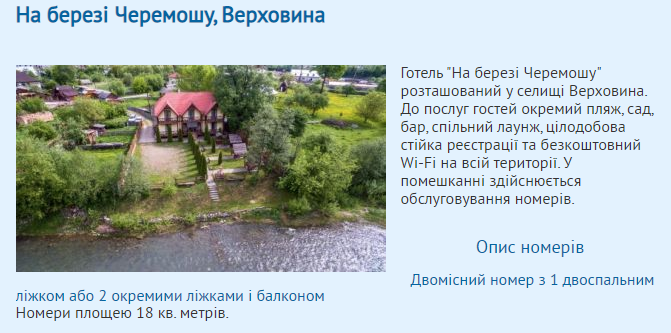 На березі Черемошу, Верховина
Готель "На березі Черемошу"
розташований у селищі Верховина.
До послуг гостей окремий пляж, сад,
бар, спільний лаунж, цілодобова
стійка реєстрації та безкоштовний
Wi-Fi на всій території. У
помешканні здійснюється
обслуговування номерів.
Опис номерів
Двомісний номер з 1 двоспальним
ліжком або 2 окремими ліжками і балконом
Номери площею 18 кв. метрів.